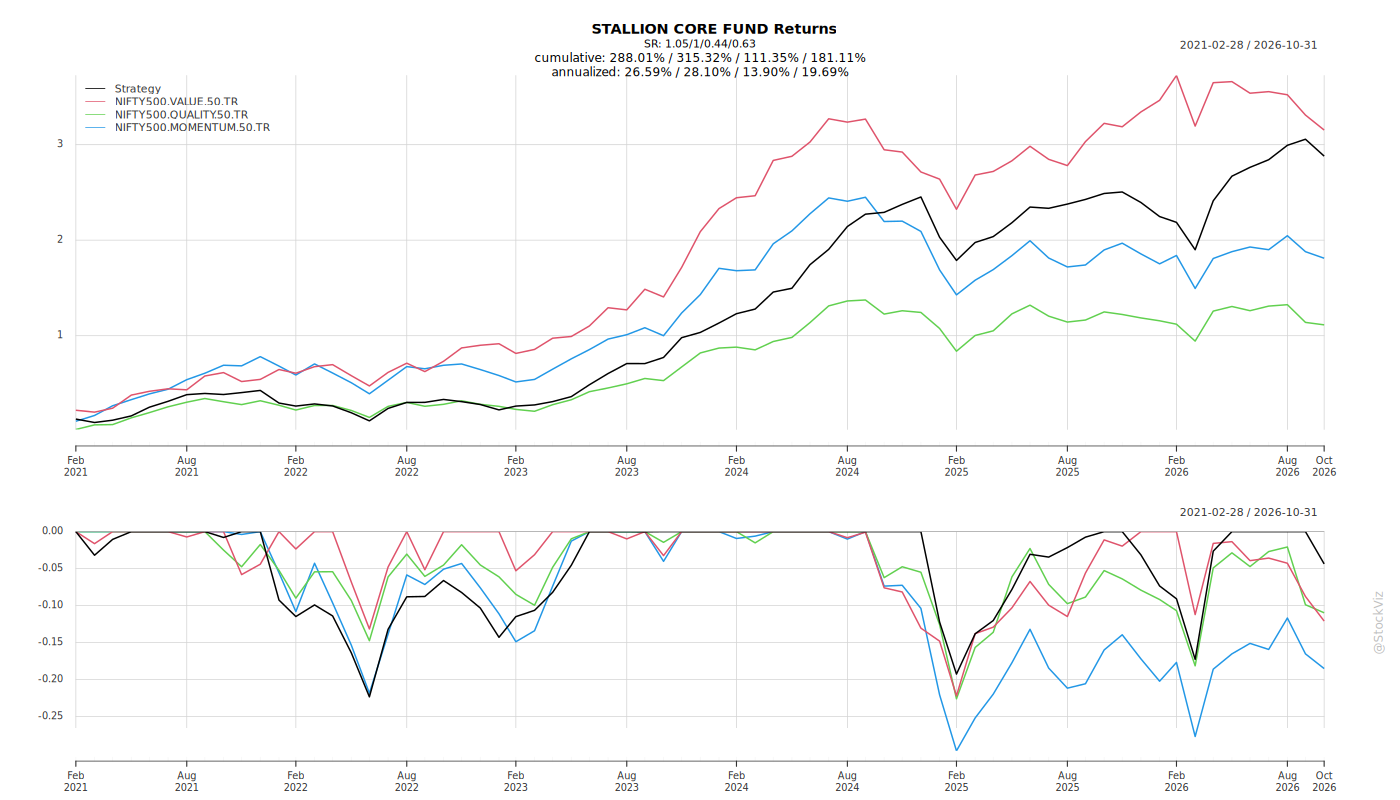 STALLION CORE FUND Returns
SR: 1.05/1/0.44/0.63
2021-02-28 / 2026-10-31
cumulative: 288.01% / 315.32% / 111.35% / 181.11%
annualized: 26.59% / 28.10% / 13.90% / 19.69%
Strategy
NIFTY500.VALUE.50.TR
NIFTY500.QUALITY.50.TR
NIFTY500.MOMENTUM.50.TR
3
2
1
Feb Aug Feb Aug Feb Aug Feb Aug Feb Aug Feb Aug Oct
2021 2021 2022 2022 2023 2023 2024 2024 2025 2025 2026 2026 2026
2021-02-28 / 2026-10-31
0.00
-0.05
-0.10
-0.15
-0.20
-0.25
Feb Aug Feb Aug Feb Aug Feb Aug Feb Aug Feb Aug Oct
2021 2021 2022 2022 2023 2023 2024 2024 2025 2025 2026 2026 2026
@StockViz